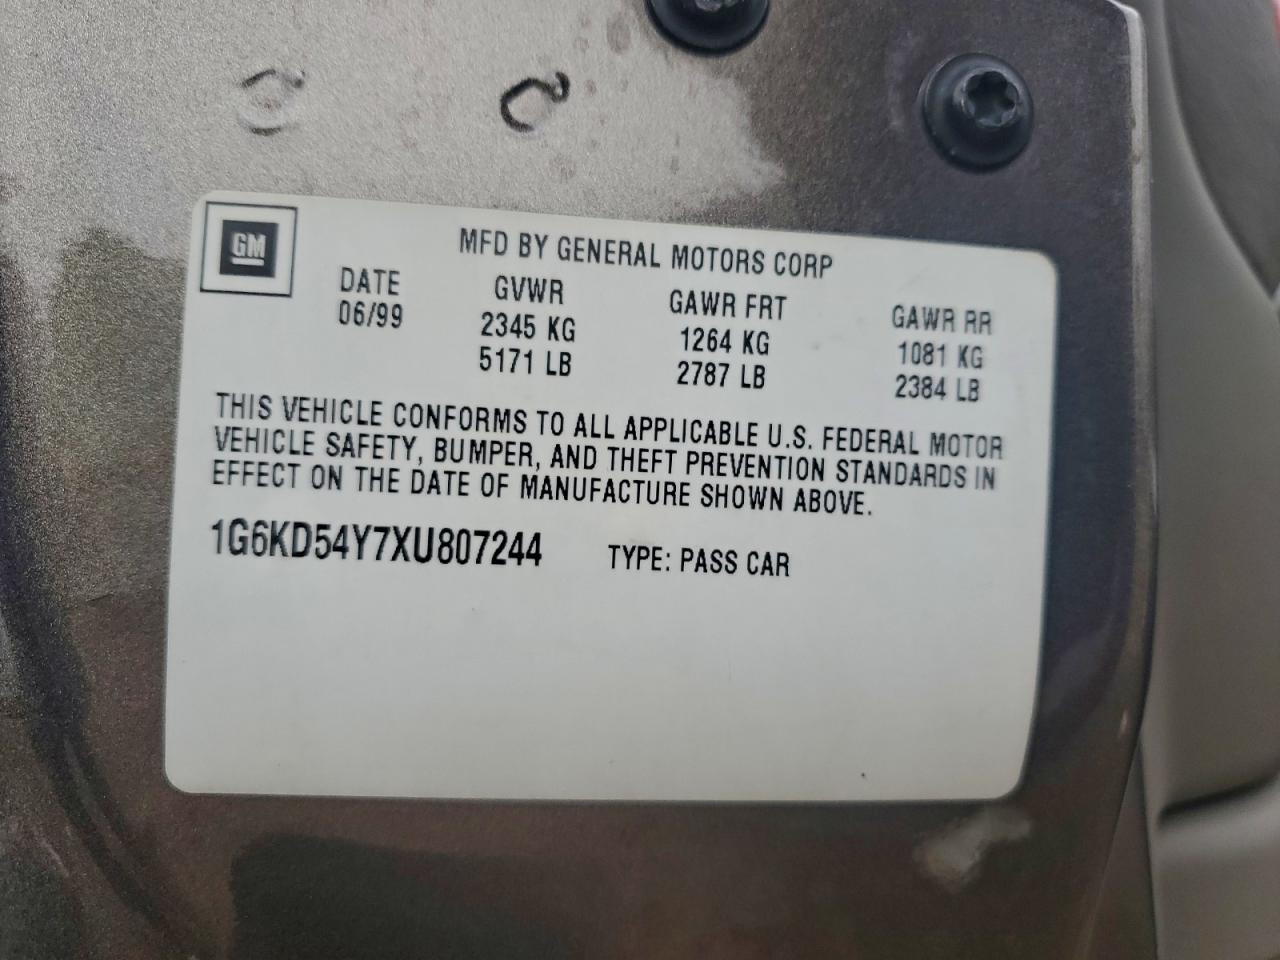 GM
MFD BY GENERAL MOTORS CORP
DATE GVWR GAWR FRT GAWR RR
06/99 2345 KG 1264 KG 1081 KG
5171 LB 2787 LB 2384 LB
THIS VEHICLE CONFORMS TO ALL APPLICABLE U.S. FEDERAL MOTOR
VEHICLE SAFETY, BUMPER, AND THEFT PREVENTION STANDARDS IN
EFFECT ON THE DATE OF MANUFACTURE SHOWN ABOVE.
1G6KD54Y7XU807244 TYPE: PASS CAR